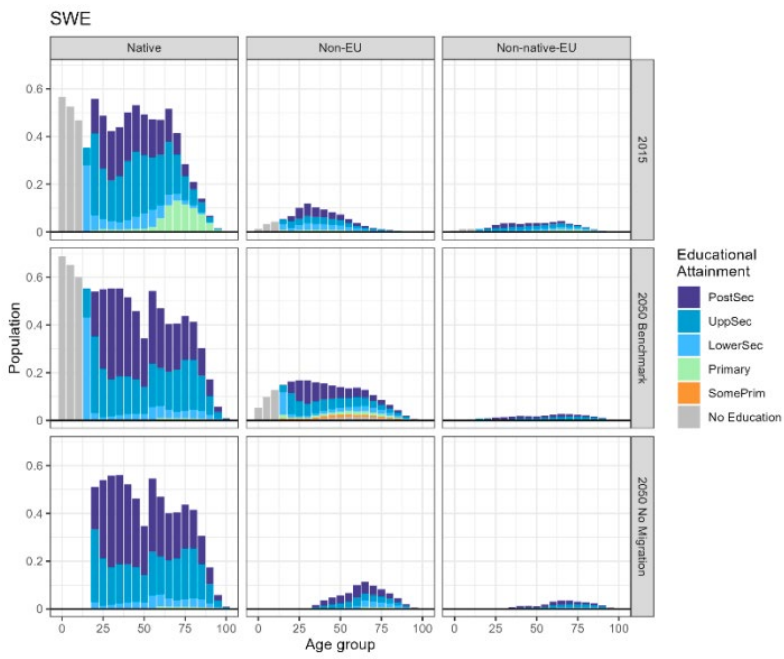 SWE
Native Non-EU Non-native-EU
0.6
0.4
0.2
0
2015
0.6
0.4
0.2
0
2050 Benchmark
0.6
0.4
0.2
0
2050 No Migration
Population
0 25 50 75 100 0 25 50 75 100 0 25 50 75 100
Age group
Educational
Attainment
PostSec
UppSec
LowerSec
Primary
SomePrim
No Education